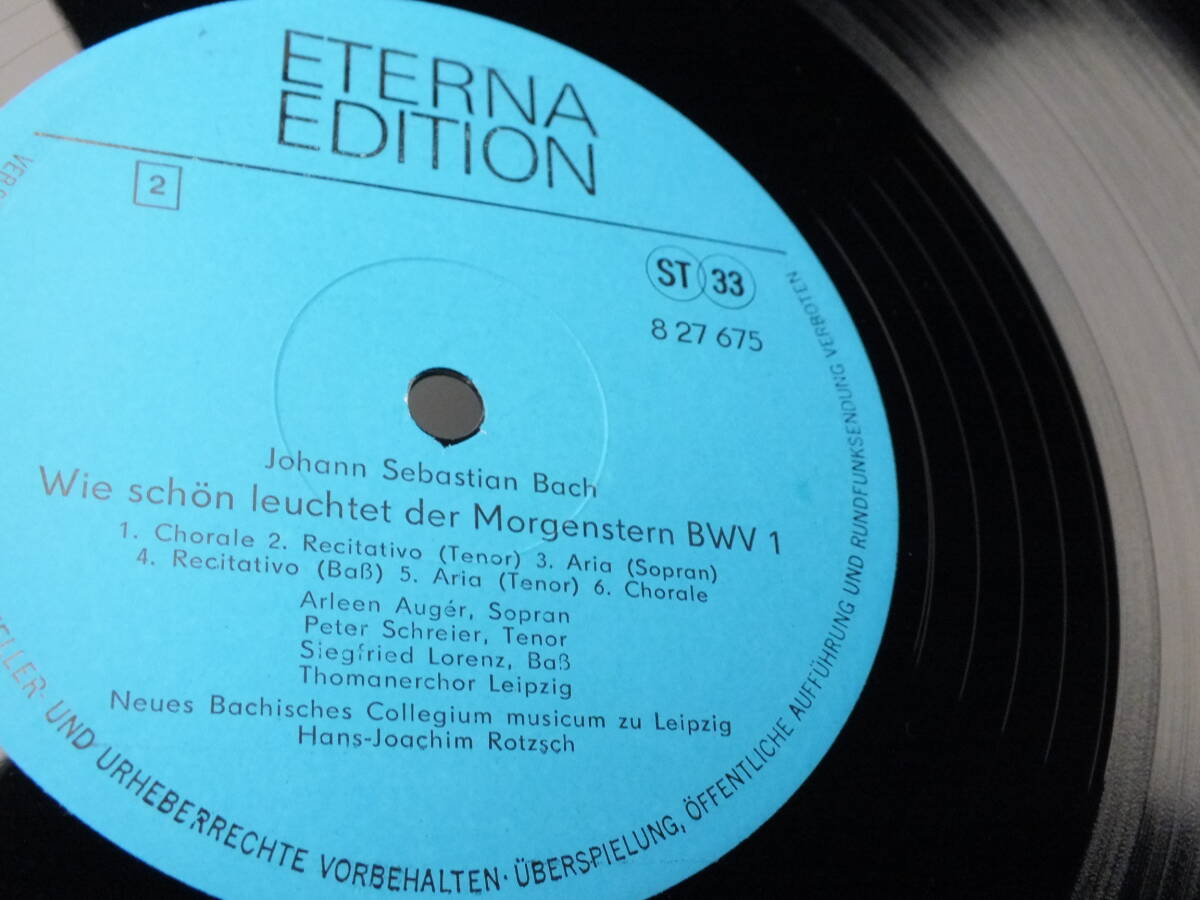 ETERNA
EDITION
2
ST 33
8 27 675
Johann Sebastian Bach
Wie schön leuchtet der Morgenstern BWV 1
1. Chorale 2. Recitativo (Tenor) 3. Aria (Sopran)
4. Recitativo (Baß) 5. Aria (Tenor) 6. Chorale
Arleen Augér, Sopran
Peter Schreier, Tenor
Siegfried Lorenz, Baß
Thomanerchor Leipzig
Neues Bachisches Collegium musicum zu Leipzig
Hans-Joachim Rotzsch
UND URHEBERRECHTE VORBEHALTEN · ÜBERSPIELUNG, ÖFFENTLICHE AUFFÜHRUNG UND RUNDFUNKSENDUNG VERBOTEN